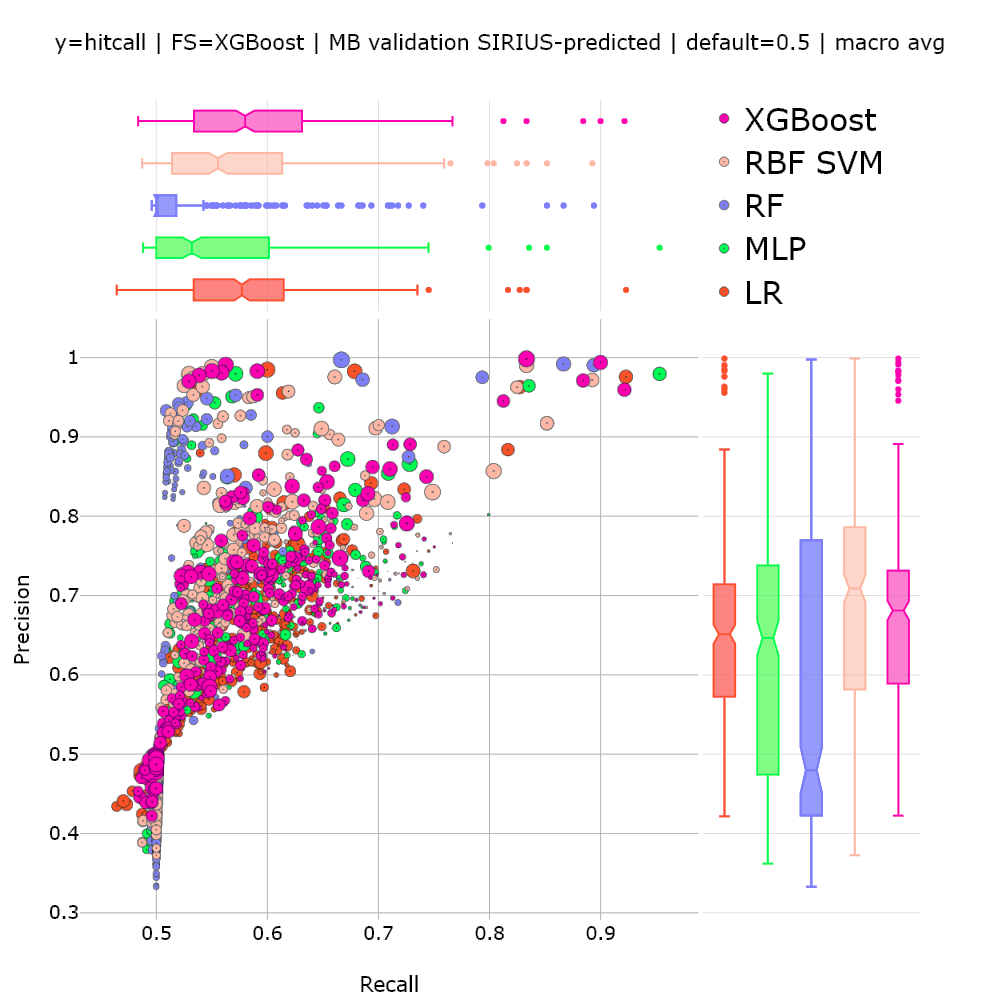 y=hitcall | FS=XGBoost | MB validation SIRIUS-predicted | default=0.5 | macro avg
XGBoost
RBF SVM
RF
MLP
LR
1
0.9
0.8
0.7
0.6
0.5
0.4
0.3
Precision
0.5
0.6
0.7
0.8
0.9
Recall